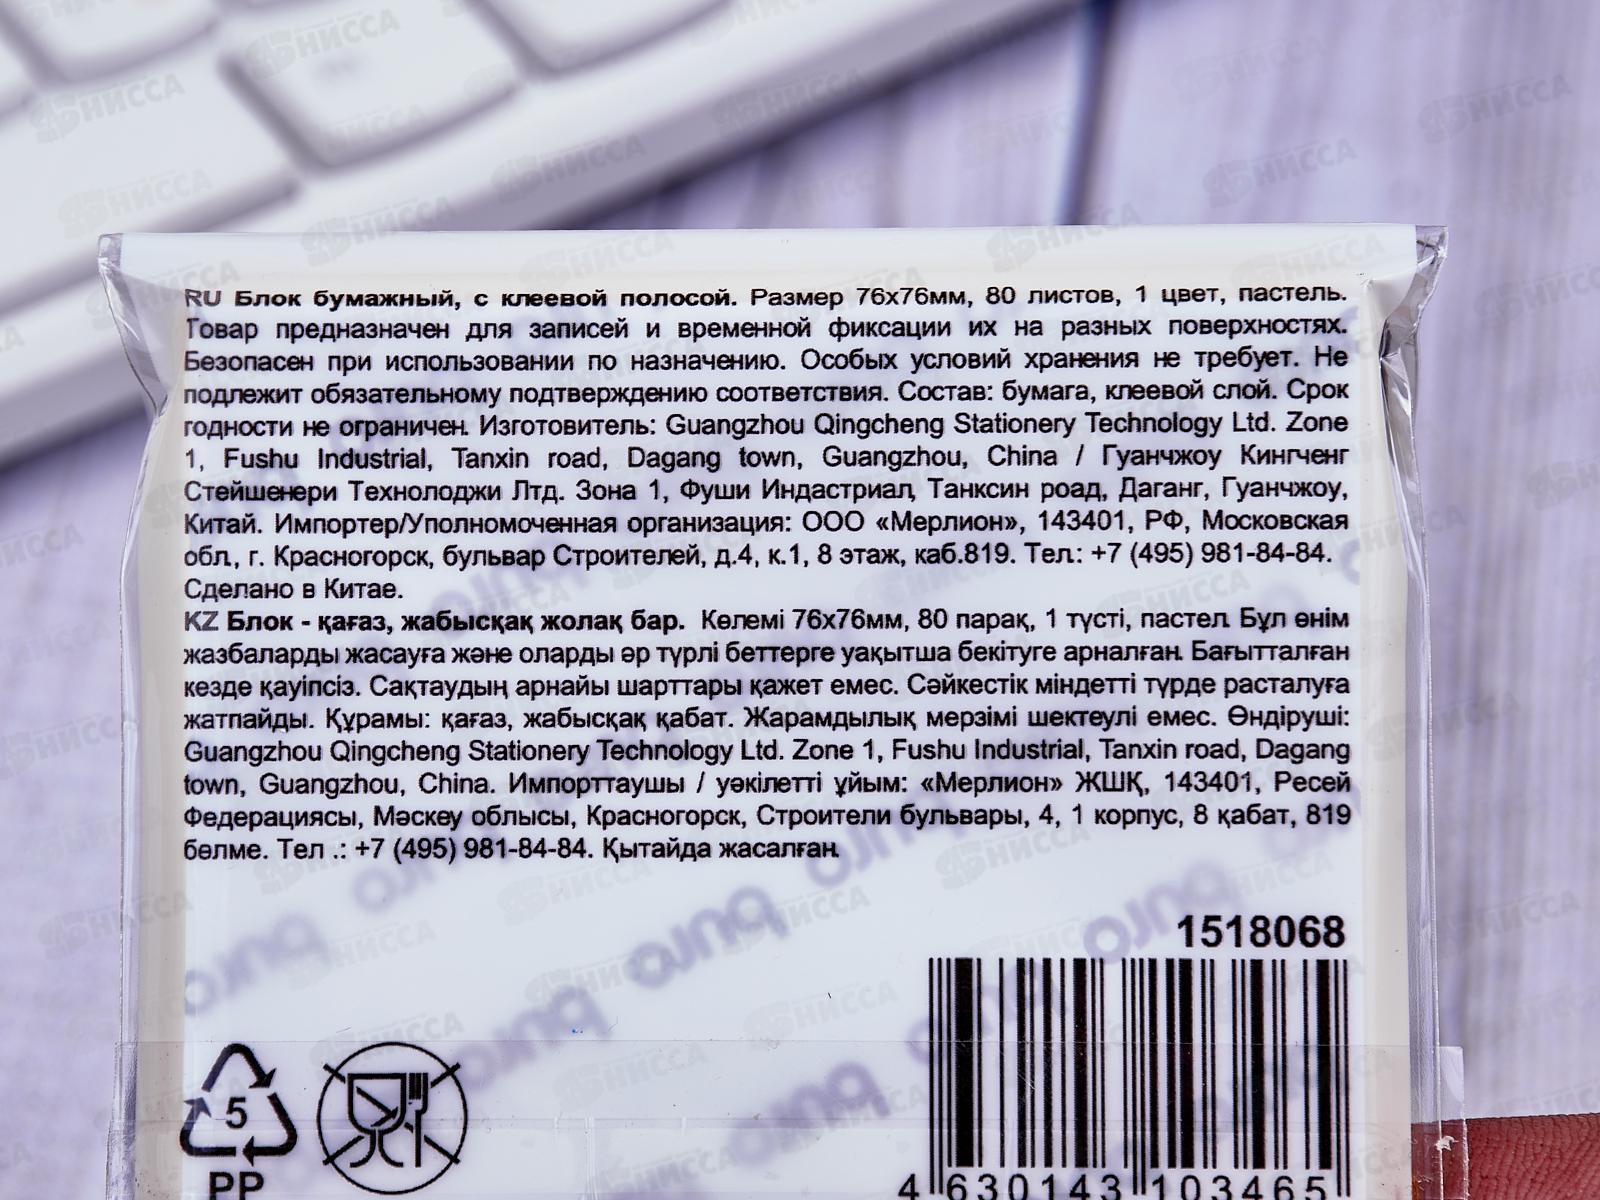 RU Блок бумажный, с клеевой полосой. Размер 76х76мм, 80 листов, 1 цвет, пастель.
Товар предназначен для записей и временной фиксации их на разных поверхностях.
Безопасен при использовании по назначению. Особых условий хранения не требует. Не
подлежит обязательному подтверждению соответствия. Состав: бумага, клеевой слой. Срок
годности не ограничен. Изготовитель: Guangzhou Qingcheng Stationery Technology Ltd. Zone
1, Fushu Industrial, Tanxin road, Dagang town, Guangzhou, China / Гуанчжоу Кингченг
Стейшенери Технолоджи Лтд. Зона 1, Фуши Индастриал, Танксин роад, Даганг, Гуанчжоу,
Китай. Импортер/Уполномоченная организация: ООО «Мерлион», 143401, РФ, Московская
обл., г. Красногорск, бульвар Строителей, д.4, к.1, 8 этаж, каб.819. Тел.: +7 (495) 981-84-84.
Сделано в Китае.
KZ Блок - қағаз, жабысқақ жолақ бар. Көлемі 76х76мм, 80 парақ, 1 түсті, пастел. Бұл өнім
жазбаларды жасауға және оларды әр түрлі беттерге уақытша бекітуге арналған. Бағытталған
кезде қауіпсіз. Сақтаудың арнайы шарттары қажет емес. Сәйкестік міндетті түрде расталуға
жатпайды. Құрамы: қағаз, жабысқақ қабат. Жарамдылық мерзімі шектеулі емес. Өндіруші:
Guangzhou Qingcheng Stationery Technology Ltd. Zone 1, Fushu Industrial, Tanxin road, Dagang
town, Guangzhou, China. Импорттаушы / уәкілетті ұйым: «Мерлион» ЖШҚ, 143401, Ресей
Федерациясы, Мәскеу облысы, Красногорск, Строители бульвары, 4, 1 корпус, 8 қабат, 819
бөлме. Тел .: +7 (495) 981-84-84. Қытайда жасалған.
1518068
5
PP
4 630143 103465